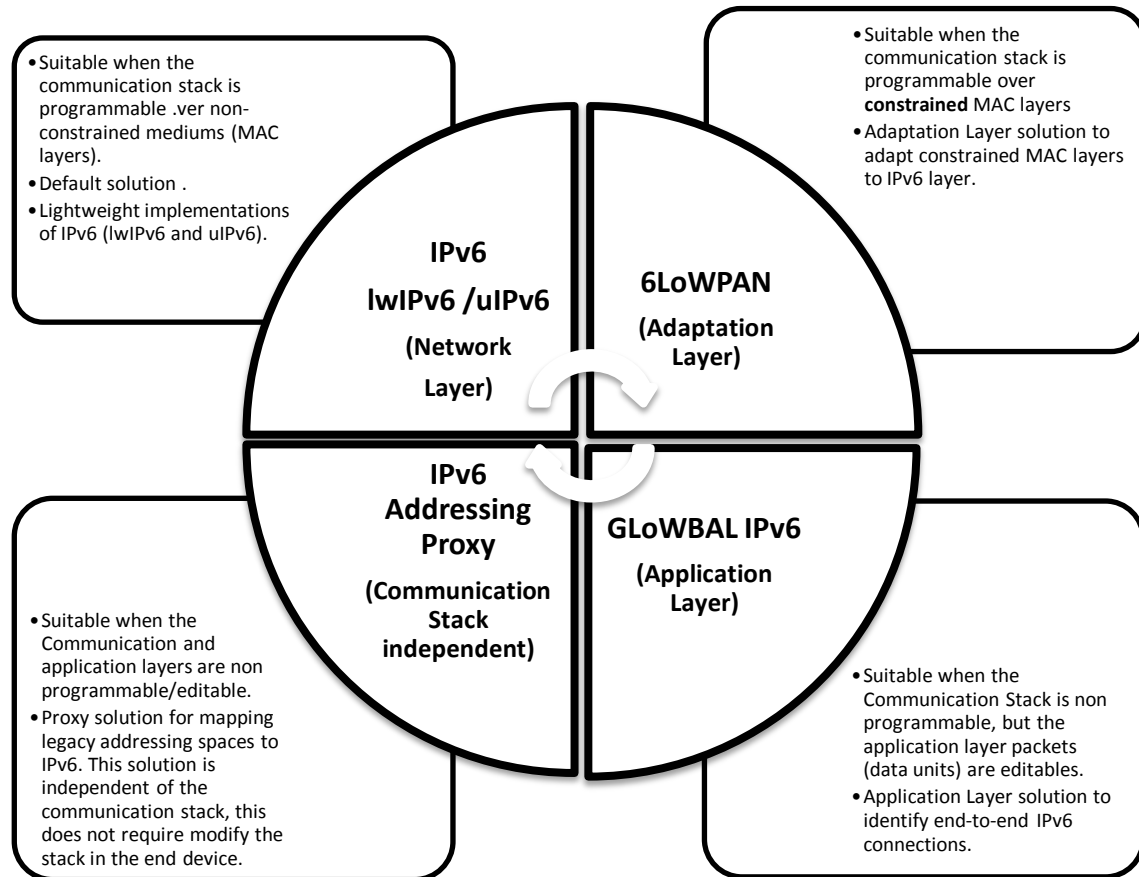 •Suitable when the
communication stack is
programmable .ver non-
constrained mediums (MAC
layers).
•Default solution .
•Lightweight implementations
of IPv6 (lwIPv6 and uIPv6).
•Suitable when the
communication stack is
programmable over
constrained MAC layers
•Adaptation Layer solution to
adapt constrained MAC layers
to IPv6 layer.
IPv6
lwIPv6 /uIPv6
(Network
Layer)
6LoWPAN
(Adaptation
Layer)
IPv6
Addressing
Proxy
(Communication
Stack
independent)
GLoWBAL IPv6
(Application
Layer)
•Suitable when the
Communication and
application layers are non
programmable/editable.
•Proxy solution for mapping
legacy addressing spaces to
IPv6. This solution is
independent of the
communication stack, this
does not require modify the
stack in the end device.
•Suitable when the
Communication Stack is non
programmable, but the
application layer packets
(data units) are editables.
•Application Layer solution to
identify end-to-end IPv6
connections.